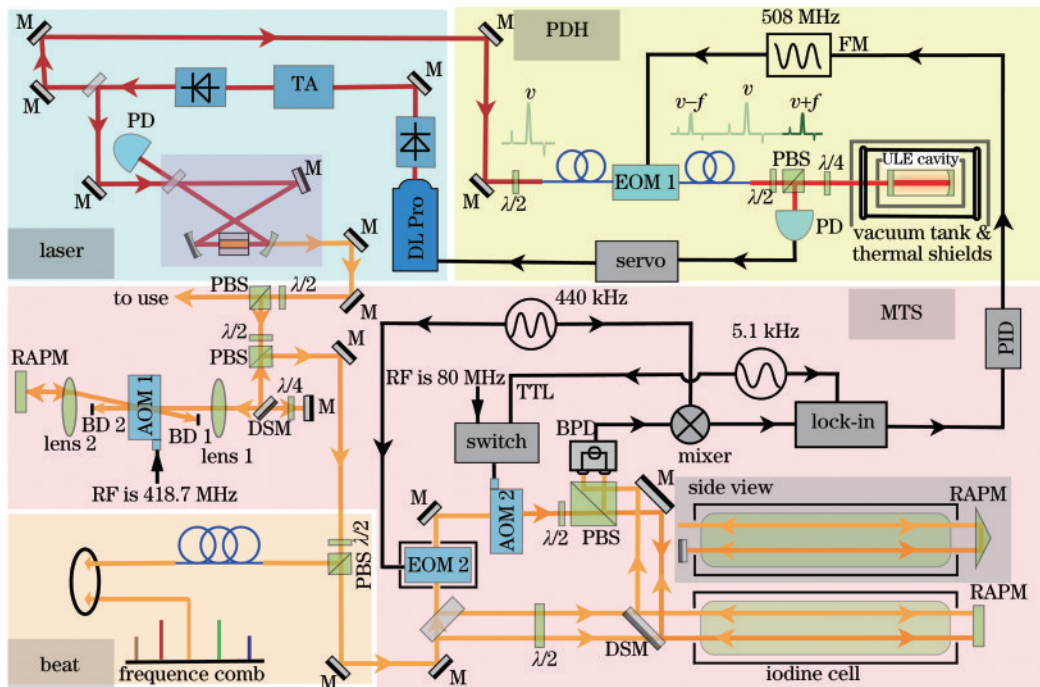 M
M
508 MHz
PDH
FM
M
TA
M
PD
v
v
v−f
v+f
PBS
λ/4
ULE cavity
M
M
λ/2
EOM 1
λ/2
M
DL Pro
PD
vacuum tank &
thermal shields
laser
M
servo
PBS
λ/2
to use
440 kHz
MTS
λ/2
M
M
5.1 kHz
PID
RAPM
PBS
AOM 1
λ/4
RF is 80 MHz
TTL
BD 2
M
BPD
lens 2
BD 1
DSM
lens 1
switch
mixer
lock-in
RF is 418.7 MHz
M
side view
RAPM
M
AOM 2
λ/2
PBS
λ/2
PBS
EOM 2
RAPM
DSM
λ/2
beat
frequence comb
M
M
iodine cell